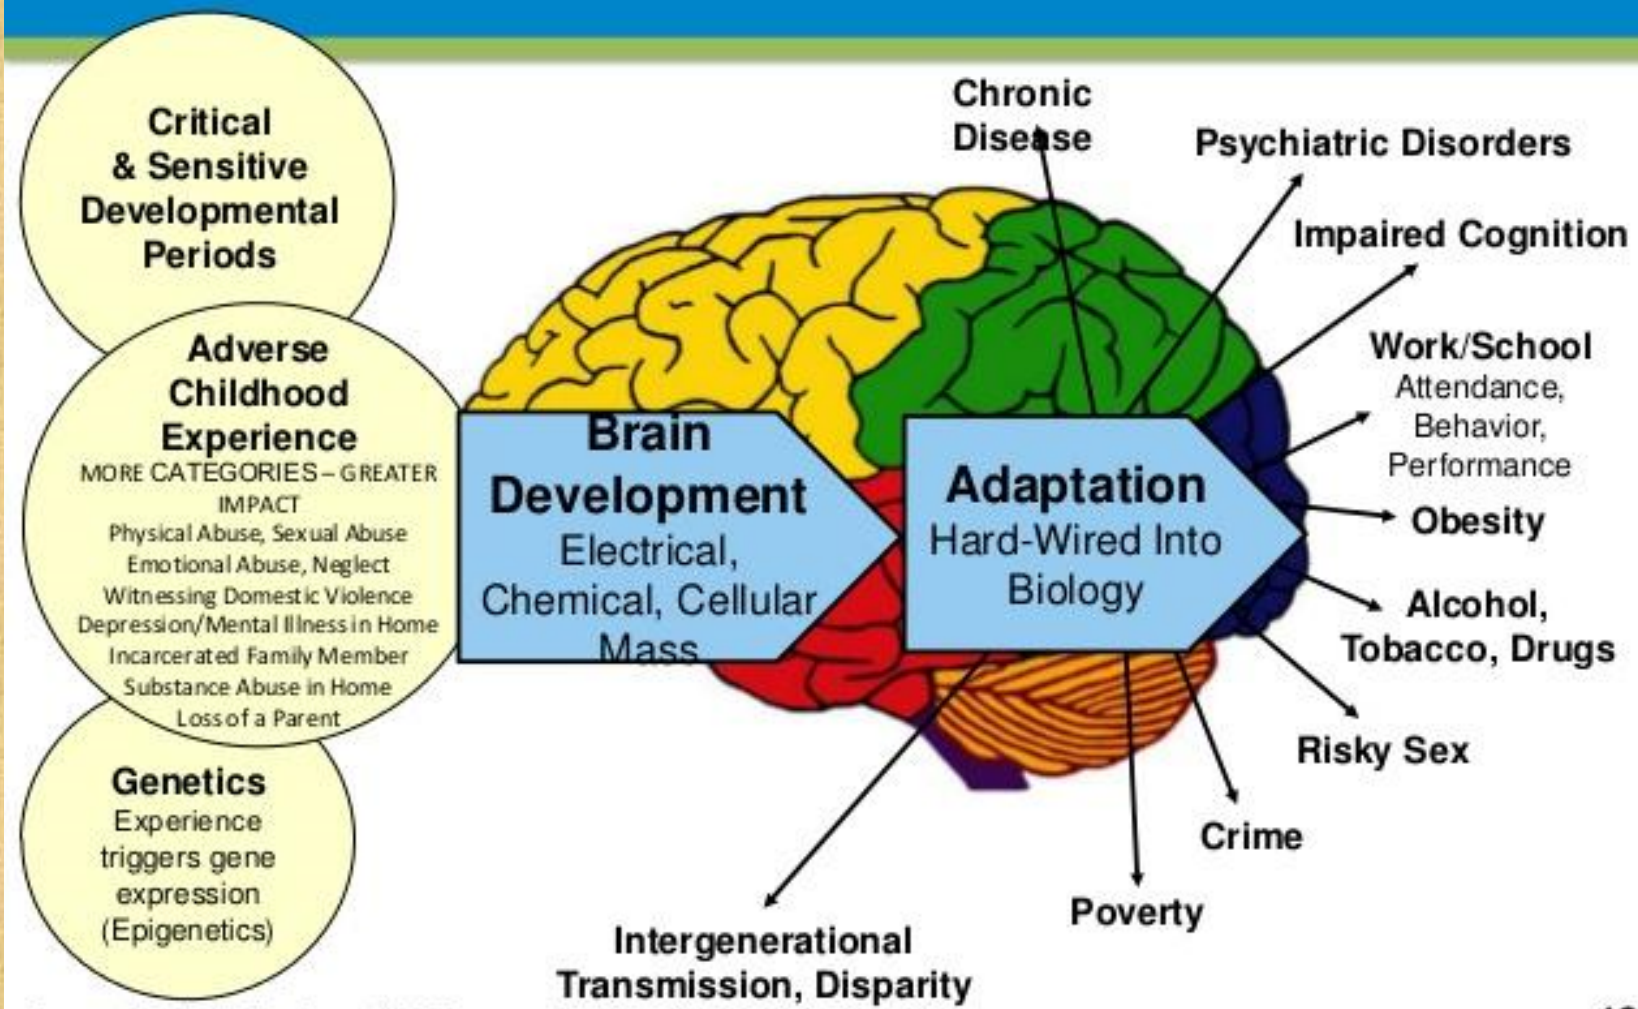 Critical
& Sensitive
Developmental
Periods
Adverse
Childhood
Experience
MORE CATEGORIES – GREATER
IMPACT
Physical Abuse, Sexual Abuse
Emotional Abuse, Neglect
Witnessing Domestic Violence
Depression/Mental Illness in Home
Incarcerated Family Member
Substance Abuse in Home
Loss of a Parent
Genetics
Experience
triggers gene
expression
(Epigenetics)
Brain
Development
Electrical,
Chemical, Cellular
Mass
Adaptation
Hard-Wired Into
Biology
Chronic
Disease
Psychiatric Disorders
Impaired Cognition
Work/School
Attendance,
Behavior,
Performance
Obesity
Alcohol,
Tobacco, Drugs
Risky Sex
Crime
Poverty
Intergenerational
Transmission, Disparity